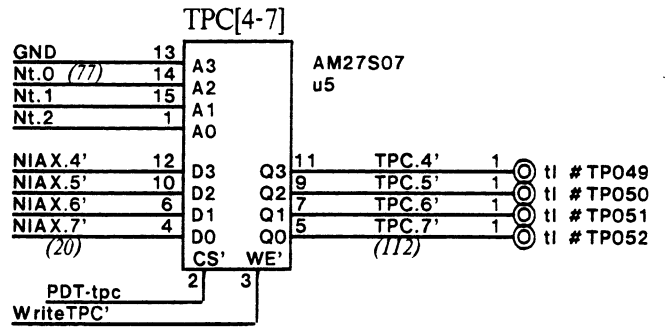 TPC[4-7]
GND 13 A3 AM27S07
Nt.0 (77) 14 A2 u5
Nt.1 15 A1
Nt.2 1 A0
NIAX.4' 12 D3 Q3 11 TPC.4' 1 tl #TP049
NIAX.5' 10 D2 Q2 9 TPC.5' 1 tl #TP050
NIAX.6' 6 D1 Q1 7 TPC.6' 1 tl #TP051
NIAX.7' 4 D0 Q0 5 TPC.7' 1 tl #TP052
(20) (112)
CS' WE'
2 3
PDT-tpc
WriteTPC'